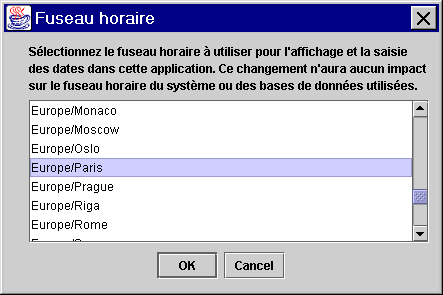 Fuseau horaire
Sélectionnez le fuseau horaire à utiliser pour l'affichage et la saisie
des dates dans cette application. Ce changement n'aura aucun impact
sur le fuseau horaire du système ou des bases de données utilisées.
Europe/Monaco
Europe/Moscow
Europe/Oslo
Europe/Paris
Europe/Prague
Europe/Riga
Europe/Rome
OK
Cancel